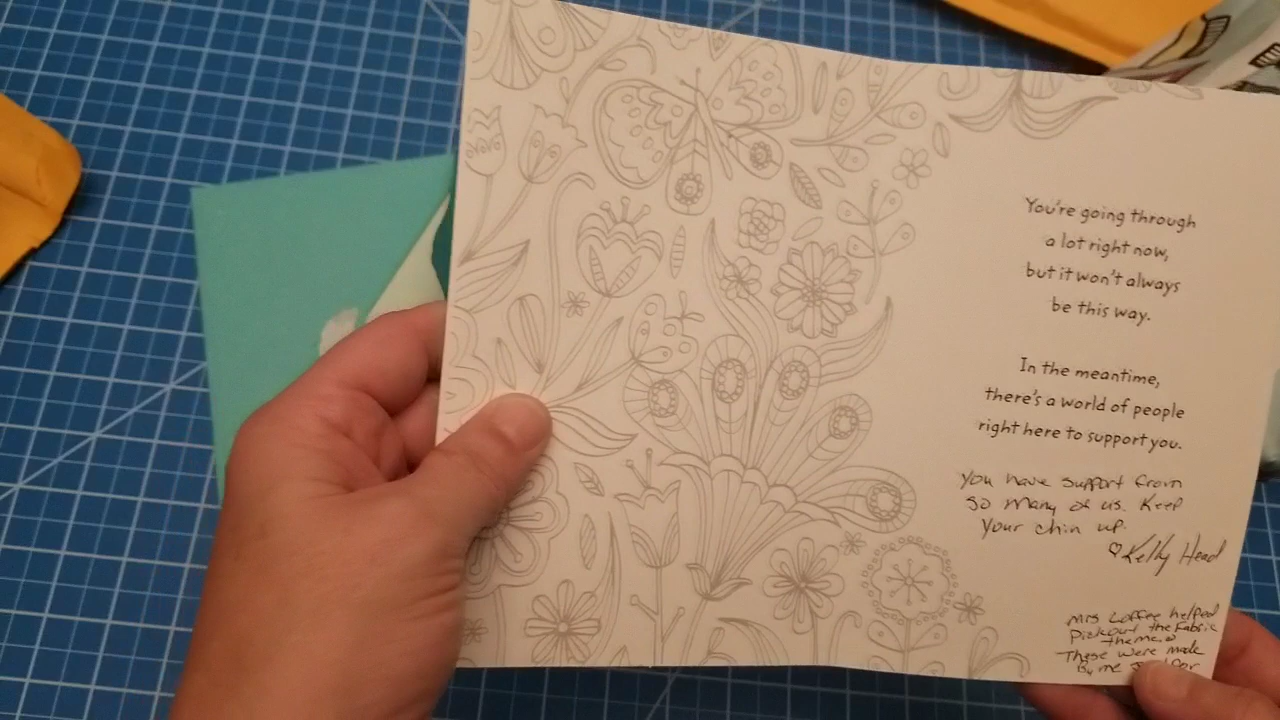 You're going through
a lot right now,
but it won't always
be this way.
In the meantime,
there's a world of people
right here to support you.
You have support from
so many of us. Keep
your chin up.
♡ Kelly Head
Mrs Coffee helped
Pick out the Fabric
theme
These were made
By me for